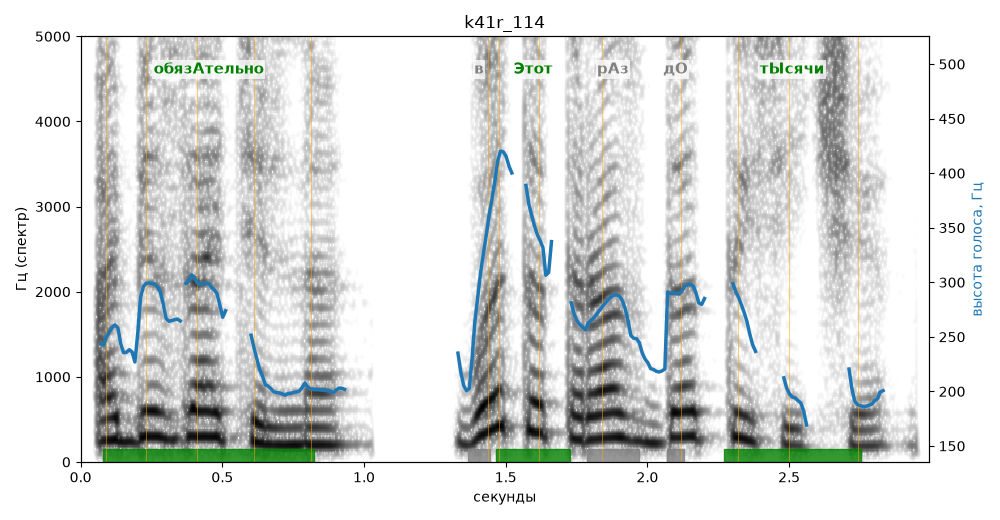 k41r_114
обязАтельно в Этот рАз дО тЫсячи
5000
4000
3000
2000
1000
0
Гц (спектр)
500
450
400
350
300
250
200
150
высота голоса, Гц
0.0 0.5 1.0 1.5 2.0 2.5
секунды